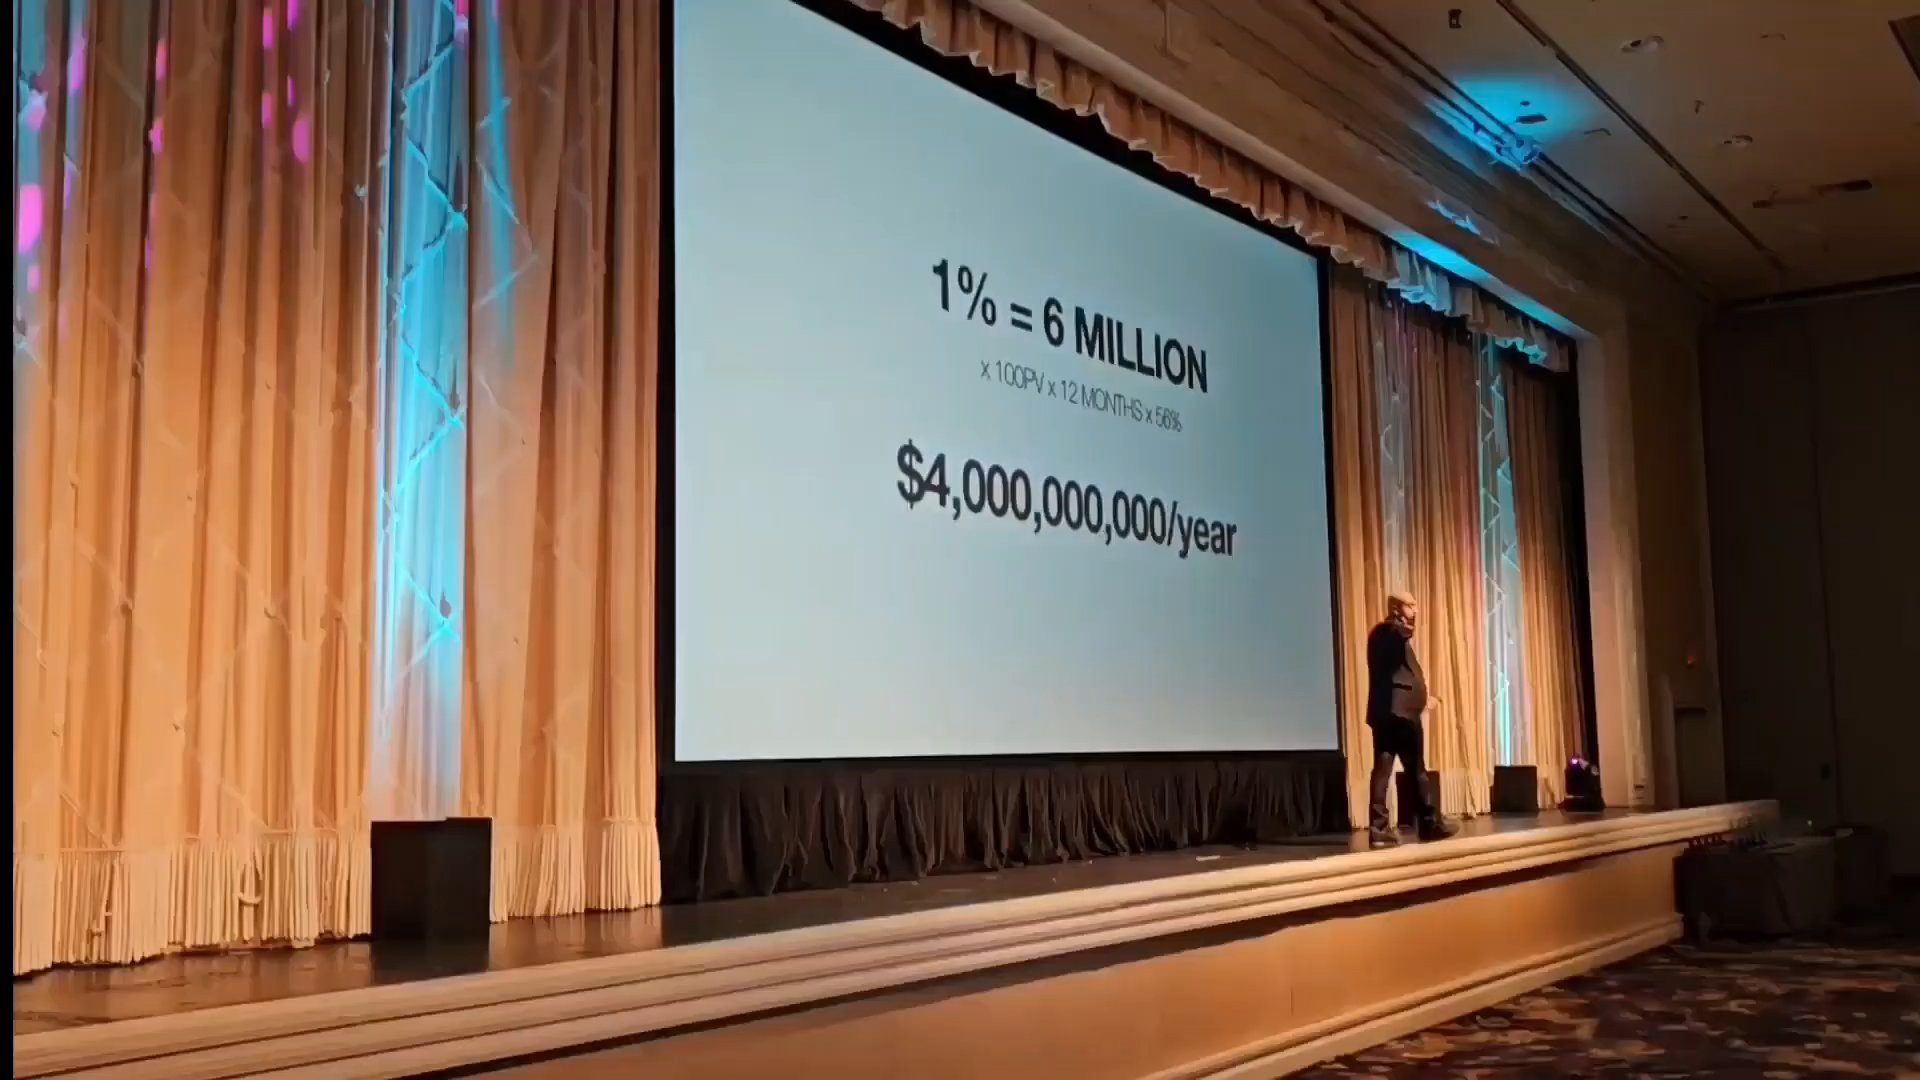 1% = 6 MILLION
x 100PV x 12 MONTHS x 56%
$4,000,000,000/year